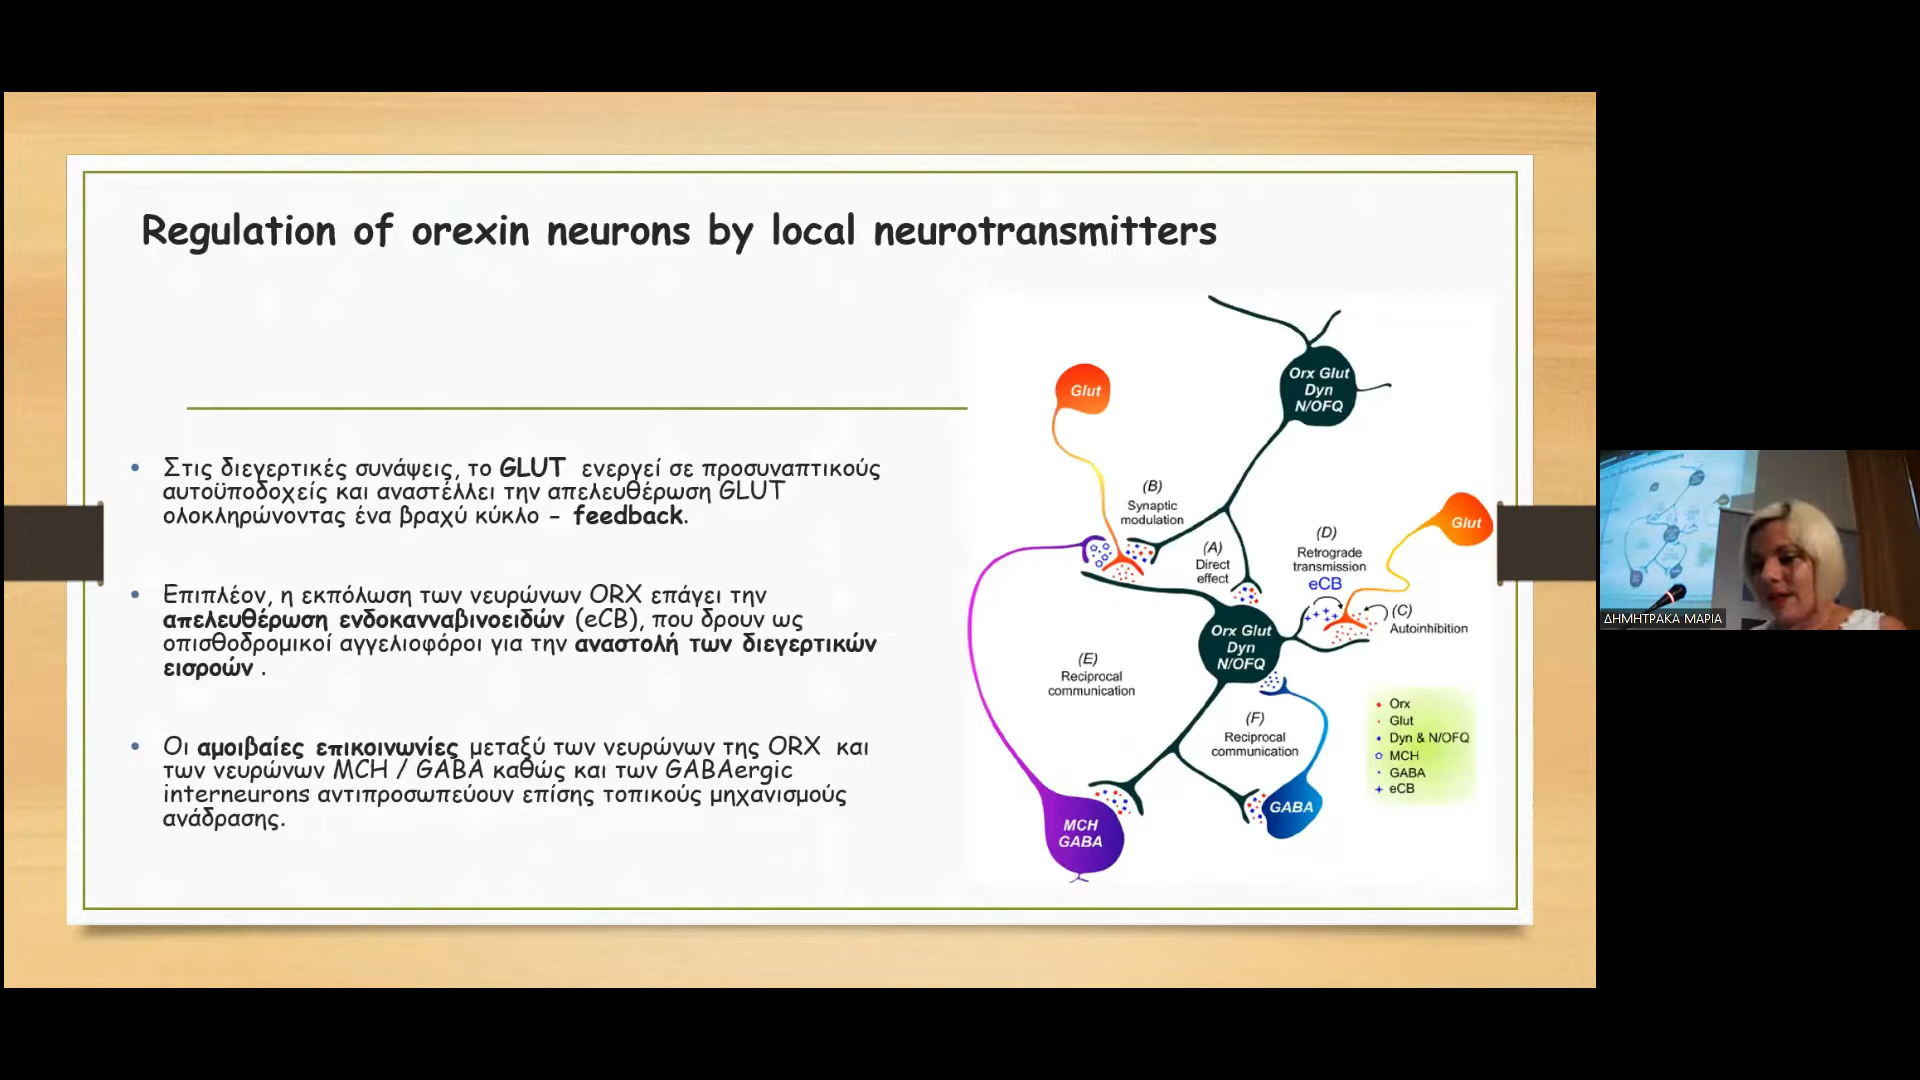 Regulation of orexin neurons by local neurotransmitters
• Στις διεγερτικές συνάψεις, το GLUT ενεργεί σε προσυναπτικούς
αυτοϋποδοχείς και αναστέλλει την απελευθέρωση GLUT
ολοκληρώνοντας ένα βραχύ κύκλο - feedback.
• Επιπλέον, η εκπόλωση των νευρώνων ORX επάγει την
απελευθέρωση ενδοκανναβινοειδών (eCB), που δρουν ως
οπισθοδρομικοί αγγελιοφόροι για την αναστολή των διεγερτικών
εισροών .
• Οι αμοιβαίες επικοινωνίες μεταξύ των νευρώνων της ORX και
των νευρώνων MCH / GABA καθώς και των GABAergic
interneurons αντιπροσωπεύουν επίσης τοπικούς μηχανισμούς
ανάδρασης.
Orx Glut
Dyn
N/OFQ
Glut
(B)
Synaptic
modulation
(A)
Direct
effect
(D)
Retrograde
transmission
eCB
Glut
(C)
Autoinhibition
Orx Glut
Dyn
N/OFQ
(E)
Reciprocal
communication
(F)
Reciprocal
communication
MCH
GABA
GABA
Orx
Glut
Dyn & N/OFQ
MCH
GABA
eCB
ΔΗΜΗΤΡΑΚΑ ΜΑΡΙΑ